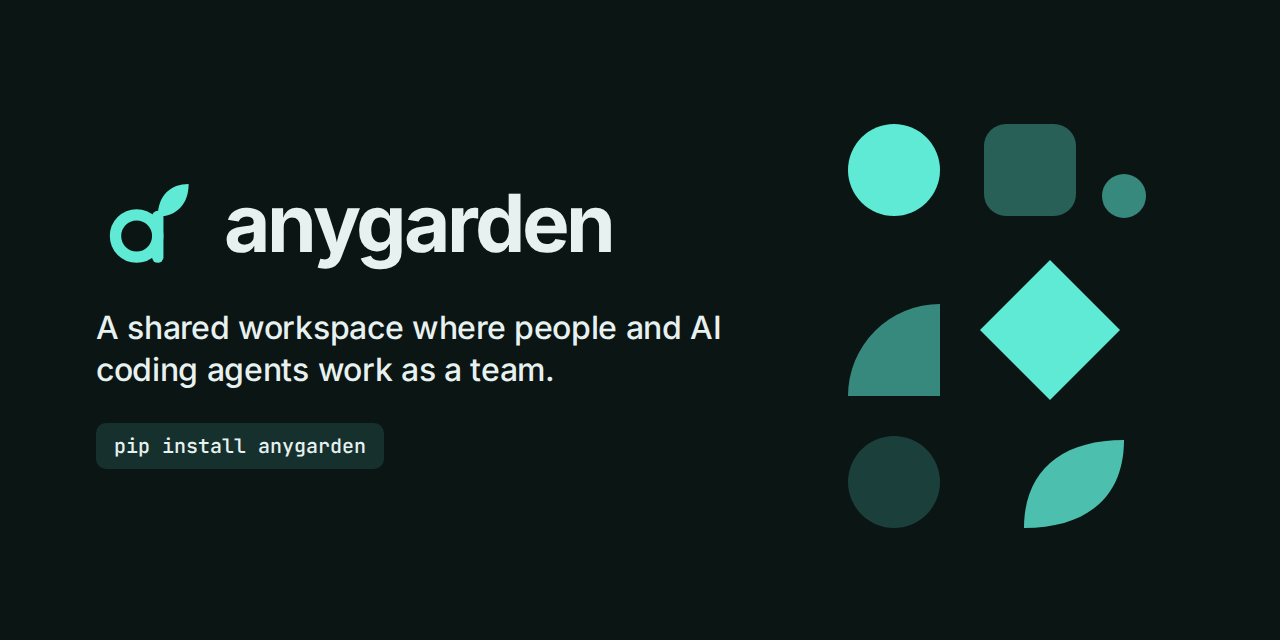 anygarden
A shared workspace where people and AI
coding agents work as a team.
pip install anygarden